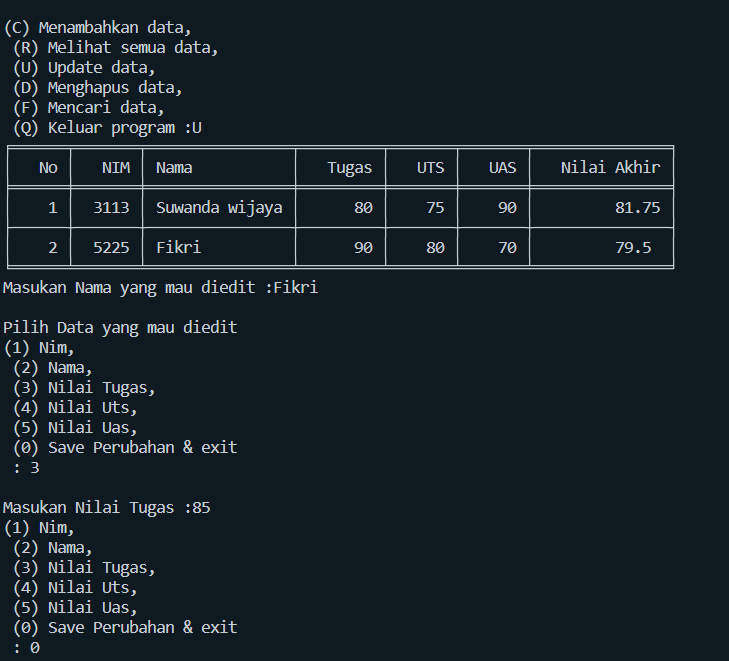 (C) Menambahkan data,
(R) Melihat semua data,
(U) Update data,
(D) Menghapus data,
(F) Mencari data,
(Q) Keluar program :U
No NIM Nama Tugas UTS UAS Nilai Akhir
1 3113 Suwanda wijaya 80 75 90 81.75
2 5225 Fikri 90 80 70 79.5
Masukan Nama yang mau diedit :Fikri
Pilih Data yang mau diedit
(1) Nim,
(2) Nama,
(3) Nilai Tugas,
(4) Nilai Uts,
(5) Nilai Uas,
(0) Save Perubahan & exit
: 3
Masukan Nilai Tugas :85
(1) Nim,
(2) Nama,
(3) Nilai Tugas,
(4) Nilai Uts,
(5) Nilai Uas,
(0) Save Perubahan & exit
: 0